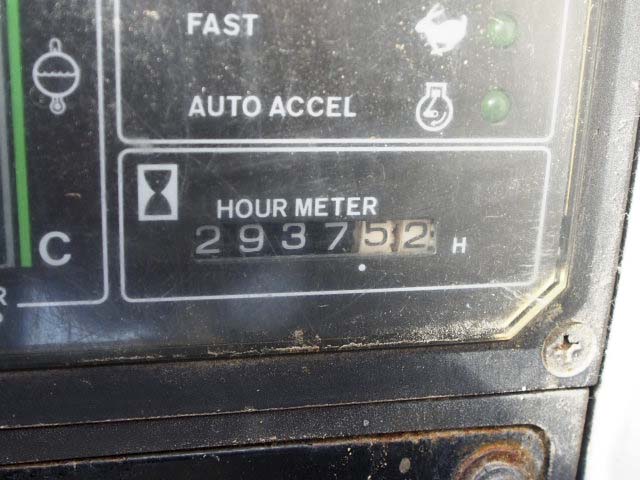 FAST
AUTO ACCEL
HOUR METER
293752 H
C
R